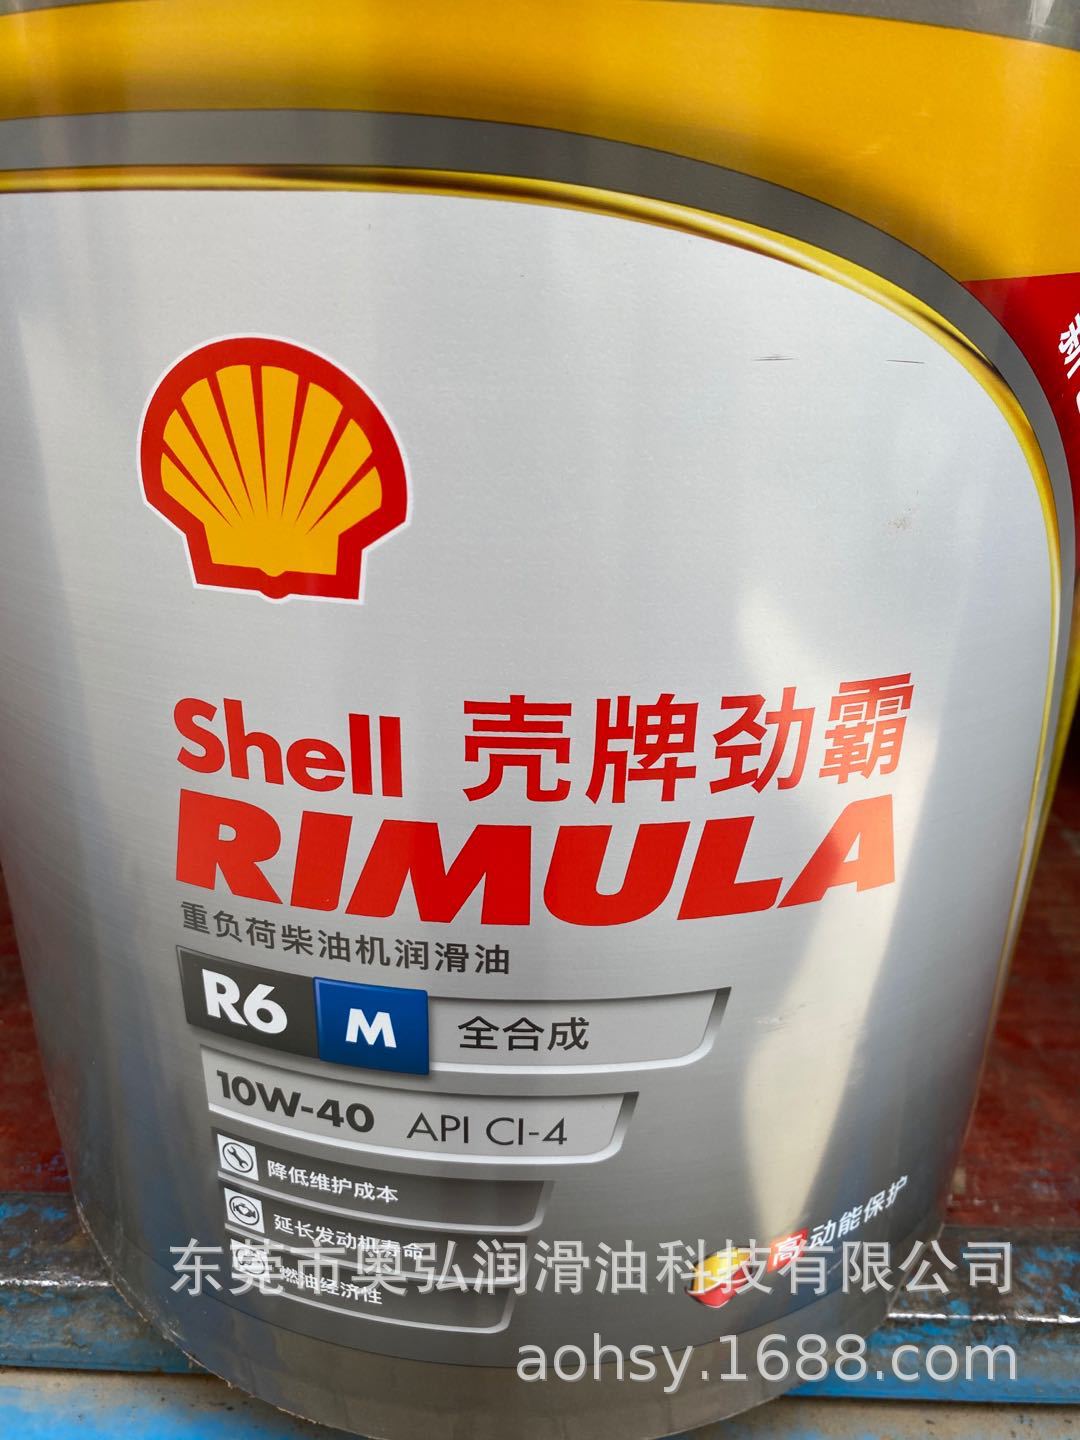 Shell 壳牌劲霸
RIMULA
重负荷柴油机润滑油
R6 M 全合成
10W-40 API CI-4
降低维护成本
延长发动机寿命
燃油经济性
高动能保护
东莞市奥弘润滑油科技有限公司
aohsy.1688.com